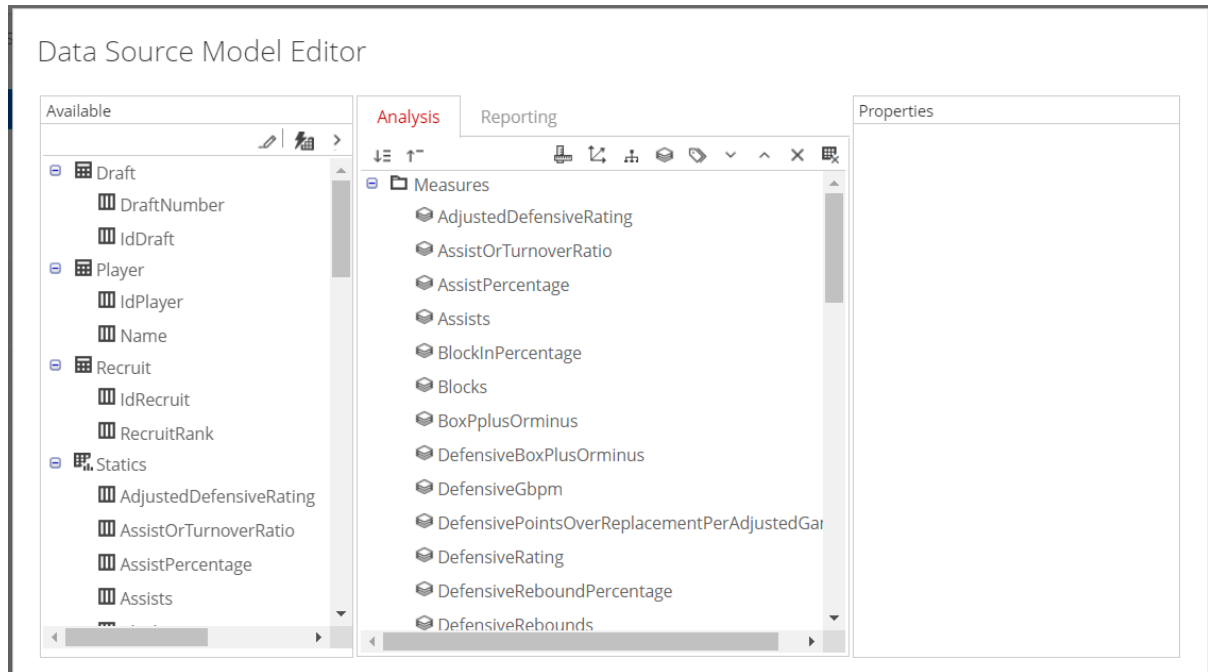 Data Source Model Editor
Available
Draft
DraftNumber
IdDraft
Player
IdPlayer
Name
Recruit
IdRecruit
RecruitRank
Statics
AdjustedDefensiveRating
AssistOrTurnoverRatio
AssistPercentage
Assists
Analysis Reporting
Measures
AdjustedDefensiveRating
AssistOrTurnoverRatio
AssistPercentage
Assists
BlockInPercentage
Blocks
BoxPplusOrminus
DefensiveBoxPlusOrminus
DefensiveGbpm
DefensivePointsOverReplacementPerAdjustedGar
DefensiveRating
DefensiveReboundPercentage
DefensiveRebounds
Properties